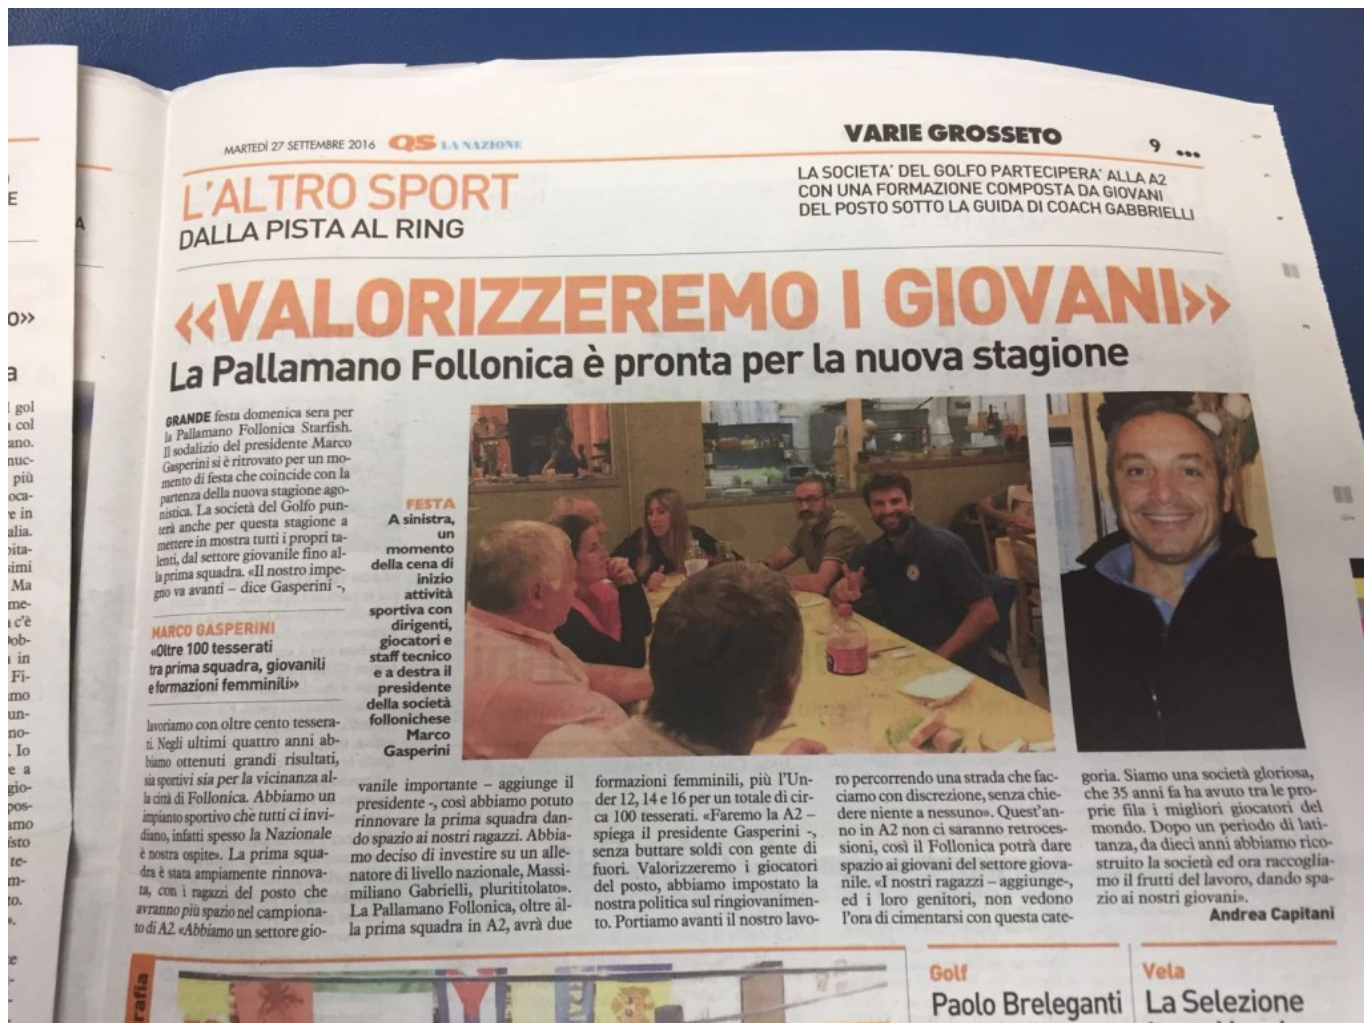 MARTEDÌ 27 SETTEMBRE 2016 QS LA NAZIONE
VARIE GROSSETO
9 •••
L'ALTRO SPORT
DALLA PISTA AL RING
LA SOCIETA' DEL GOLFO PARTECIPERA' ALLA A2
CON UNA FORMAZIONE COMPOSTA DA GIOVANI
DEL POSTO SOTTO LA GUIDA DI COACH GABBRIELLI
«VALORIZZEREMO I GIOVANI»
La Pallamano Follonica è pronta per la nuova stagione
GRANDE festa domenica sera per
la Pallamano Follonica Starfish.
Il sodalizio del presidente Marco
Gasperini si è ritrovato per un mo-
mento di festa che coincide con la
partenza della nuova stagione ago-
nistica. La società del Golfo pun-
terà anche per questa stagione a
mettere in mostra tutti i propri ta-
lenti, dal settore giovanile fino al-
la prima squadra. «Il nostro impe-
gno va avanti – dice Gasperini -,
MARCO GASPERINI
«Oltre 100 tesserati
tra prima squadra, giovanili
e formazioni femminili»
lavoriamo con oltre cento tessera-
ti. Negli ultimi quattro anni ab-
biamo ottenuti grandi risultati,
sia sportivi sia per la vicinanza al-
la città di Follonica. Abbiamo un
impianto sportivo che tutti ci invi-
diano, infatti spesso la Nazionale
è nostra ospite». La prima squa-
dra è stata ampiamente rinnova-
ta, con i ragazzi del posto che
avranno più spazio nel campiona-
to di A2. «Abbiamo un settore gio-
FESTA
A sinistra,
un
momento
della cena di
inizio
attività
sportiva con
dirigenti,
giocatori e
staff tecnico
e a destra il
presidente
della società
follonichese
Marco
Gasperini
vanile importante – aggiunge il
presidente -, così abbiamo potuto
rinnovare la prima squadra dan-
do spazio ai nostri ragazzi. Abbia-
mo deciso di investire su un alle-
natore di livello nazionale, Massi-
miliano Gabrielli, plurititolato».
La Pallamano Follonica, oltre al-
la prima squadra in A2, avrà due
formazioni femminili, più l'Un-
der 12, 14 e 16 per un totale di cir-
ca 100 tesserati. «Faremo la A2 –
spiega il presidente Gasperini -,
senza buttare soldi con gente di
fuori. Valorizzeremo i giocatori
del posto, abbiamo impostato la
nostra politica sul ringiovanimen-
to. Portiamo avanti il nostro lavo-
ro percorrendo una strada che fac-
ciamo con discrezione, senza chie-
dere niente a nessuno». Quest'an-
no in A2 non ci saranno retroces-
sioni, così il Follonica potrà dare
spazio ai giovani del settore giova-
nile. «I nostri ragazzi – aggiunge-,
ed i loro genitori, non vedono
l'ora di cimentarsi con questa cate-
goria. Siamo una società gloriosa,
che 35 anni fa ha avuto tra le pro-
prie fila i migliori giocatori del
mondo. Dopo un periodo di lati-
tanza, da dieci anni abbiamo rico-
struito la società ed ora raccoglia-
mo il frutti del lavoro, dando spa-
zio ai nostri giovani».
Andrea Capitani
rafia
Golf
Paolo Breleganti
Vela
La Selezione